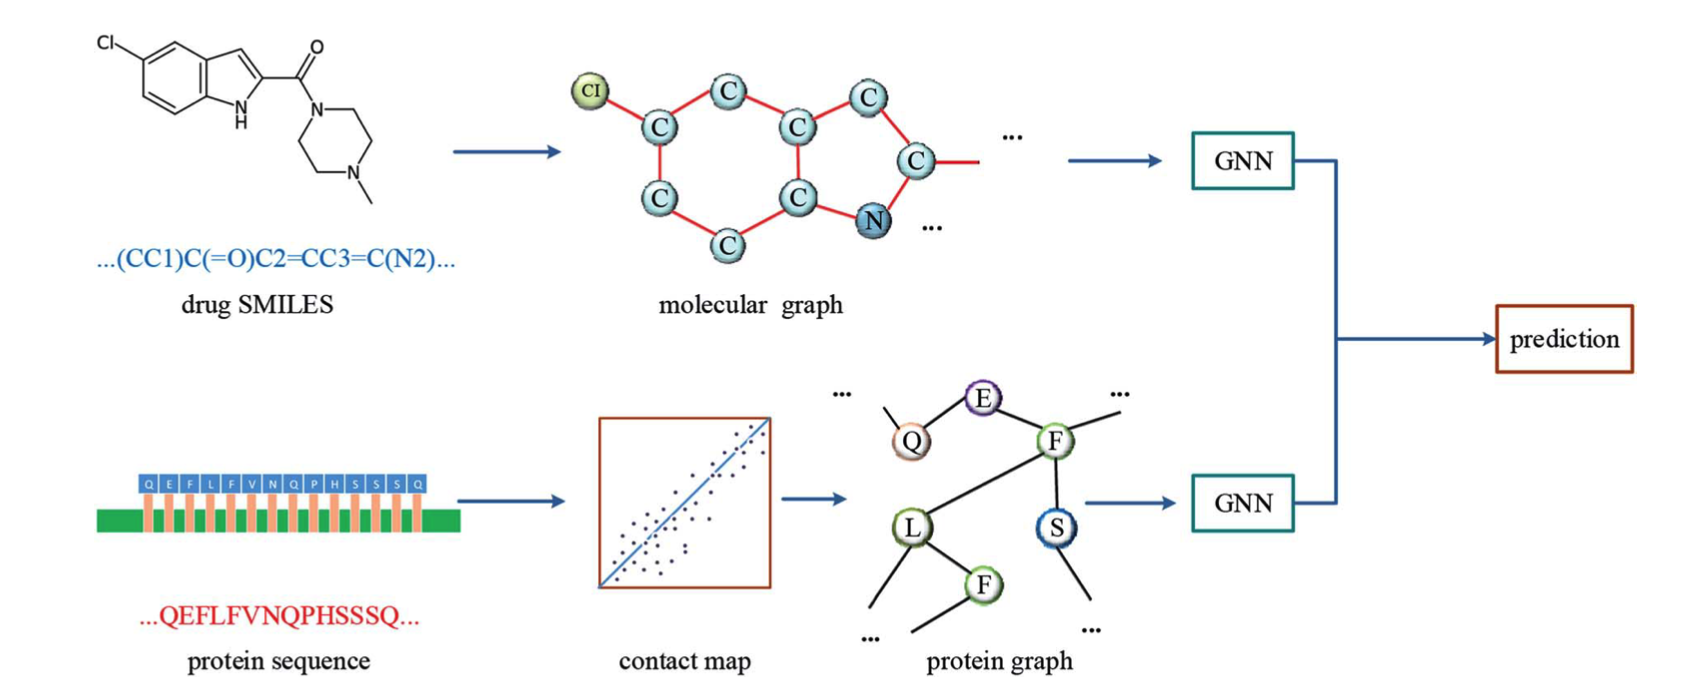 Cl
O
N
H
N
N
...(CC1)C(=O)C2=CC3=C(N2)...
drug SMILES
Cl
C
C
C
C
C
C
C
C
N
...
...
molecular graph
GNN
prediction
Q E F L F V N Q P H S S S Q
...QEFLFVNQPHSSSQ...
protein sequence
contact map
...
E
...
Q
F
L
S
F
...
...
protein graph
GNN